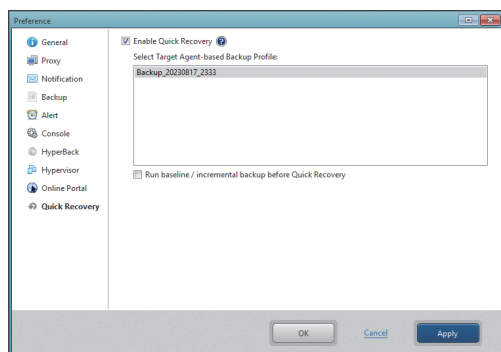 Preference
General
Proxy
Notification
Backup
Alert
Console
HyperBack
Hypervisor
Online Portal
Quick Recovery
Enable Quick Recovery ?
Select Target Agent-based Backup Profile:
Backup_20230817_2333
Run baseline / incremental backup before Quick Recovery
OK
Cancel
Apply